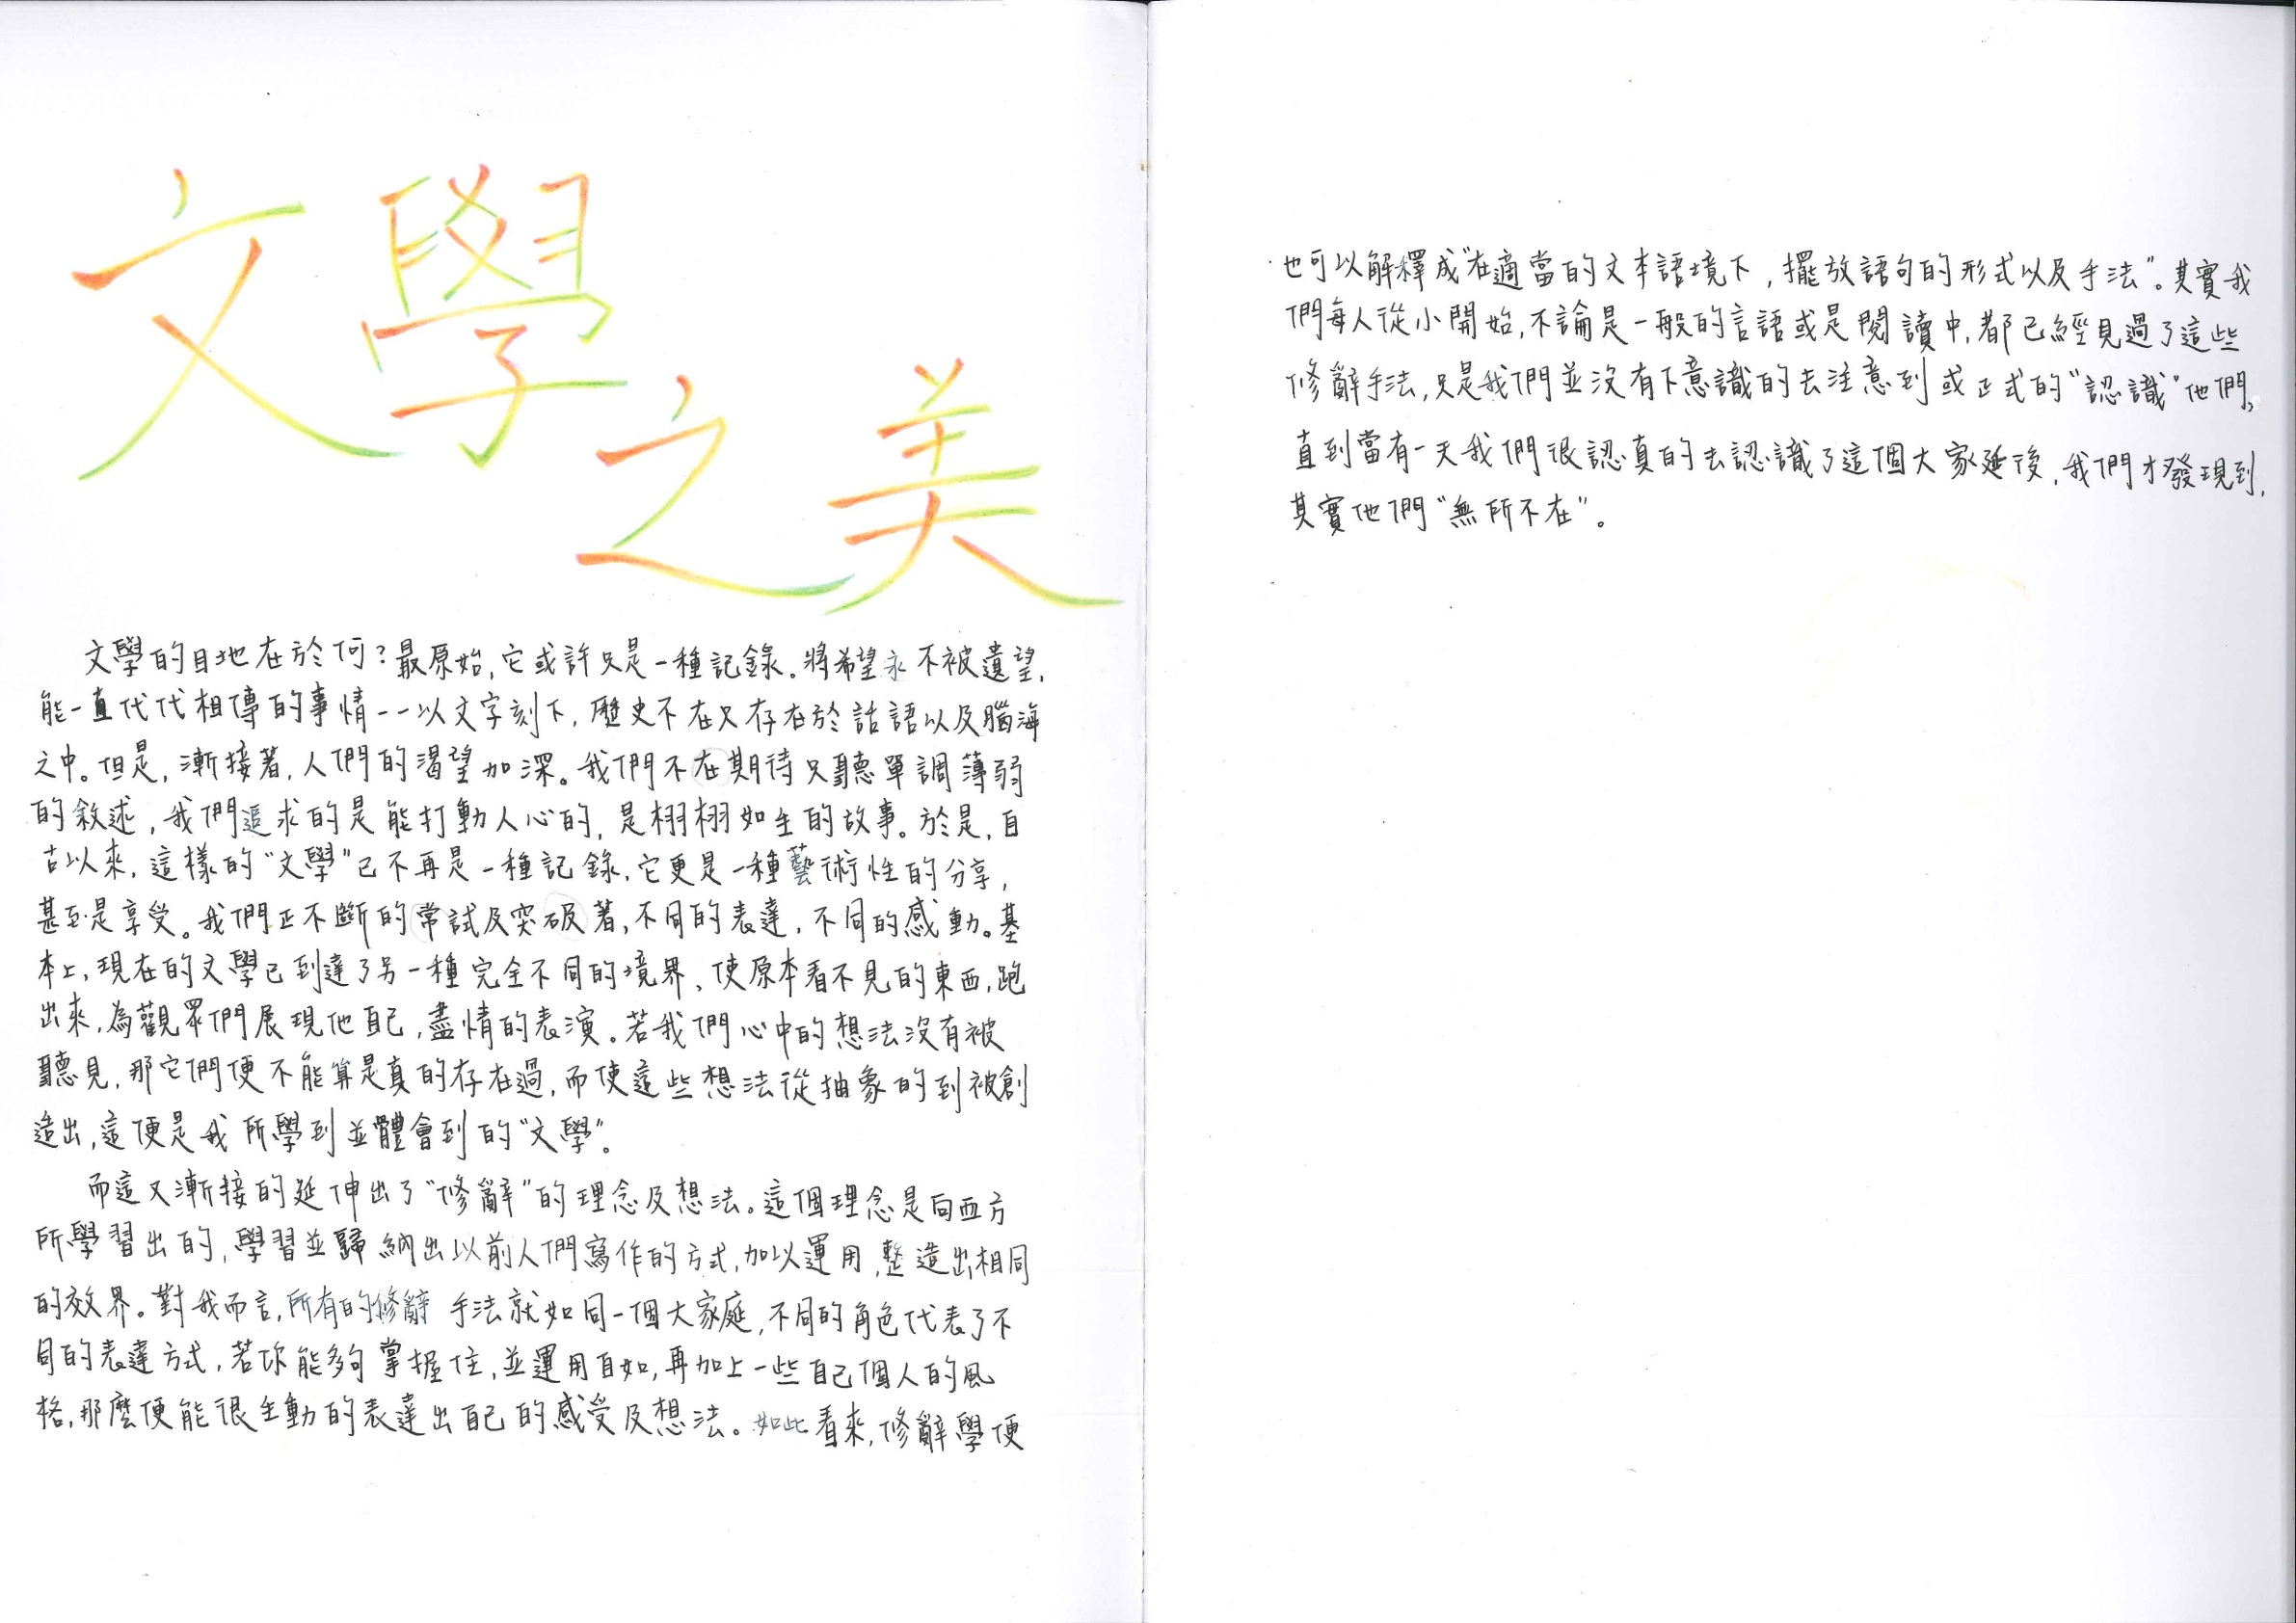 文學之美
文學的目地在於何?最原始,它或許只是一種記錄.將希望永不被遺望,
能一直代代相傳的事情--以文字刻下,歷史不在只存在於話語以及腦海
之中。但是,漸接著,人們的渴望加深。我們不在期待只聽單調薄弱
的敘述,我們追求的是能打動人心的,是栩栩如生的故事。於是,自
古以來,這樣的"文學"已不再是一種記錄,它更是一種藝術性的分享,
甚至是享受。我們正不斷的常試及突破著,不同的表達,不同的感動。基
本上,現在的文學已到達了另一種完全不同的境界、使原本看不見的東西,跑
出來,為觀眾們展現他自己,盡情的表演。若我們心中的想法沒有被
聽見,那它們便不能算是真的存在過,而使這些想法從抽象的到被創
造出,這便是我所學到並體會到的"文學"。
而這又漸接的延伸出了"修辭"的理念及想法。這個理念是向西方
所學習出的,學習並歸納出以前人們寫作的方式,加以運用,整造出相同
的效界。對我而言,所有的修辭手法就如同一個大家庭,不同的角色代表了不
同的表達方式,若你能夠掌握住,並運用自如,再加上一些自己個人的風
格,那麼便能很生動的表達出自己的感受及想法。如此看來,修辭學便
也可以解釋成"在適當的文本語境下,擺放語句的形式以及手法"。其實我
們每人從小開始,不論是一般的言語或是閱讀中,都已經見過了這些
修辭手法,只是我們並沒有下意識的去注意到或正式的"認識"他們,
直到當有一天我們很認真的去認識了這個大家延後,我們才發現到,
其實他們"無所不在"。